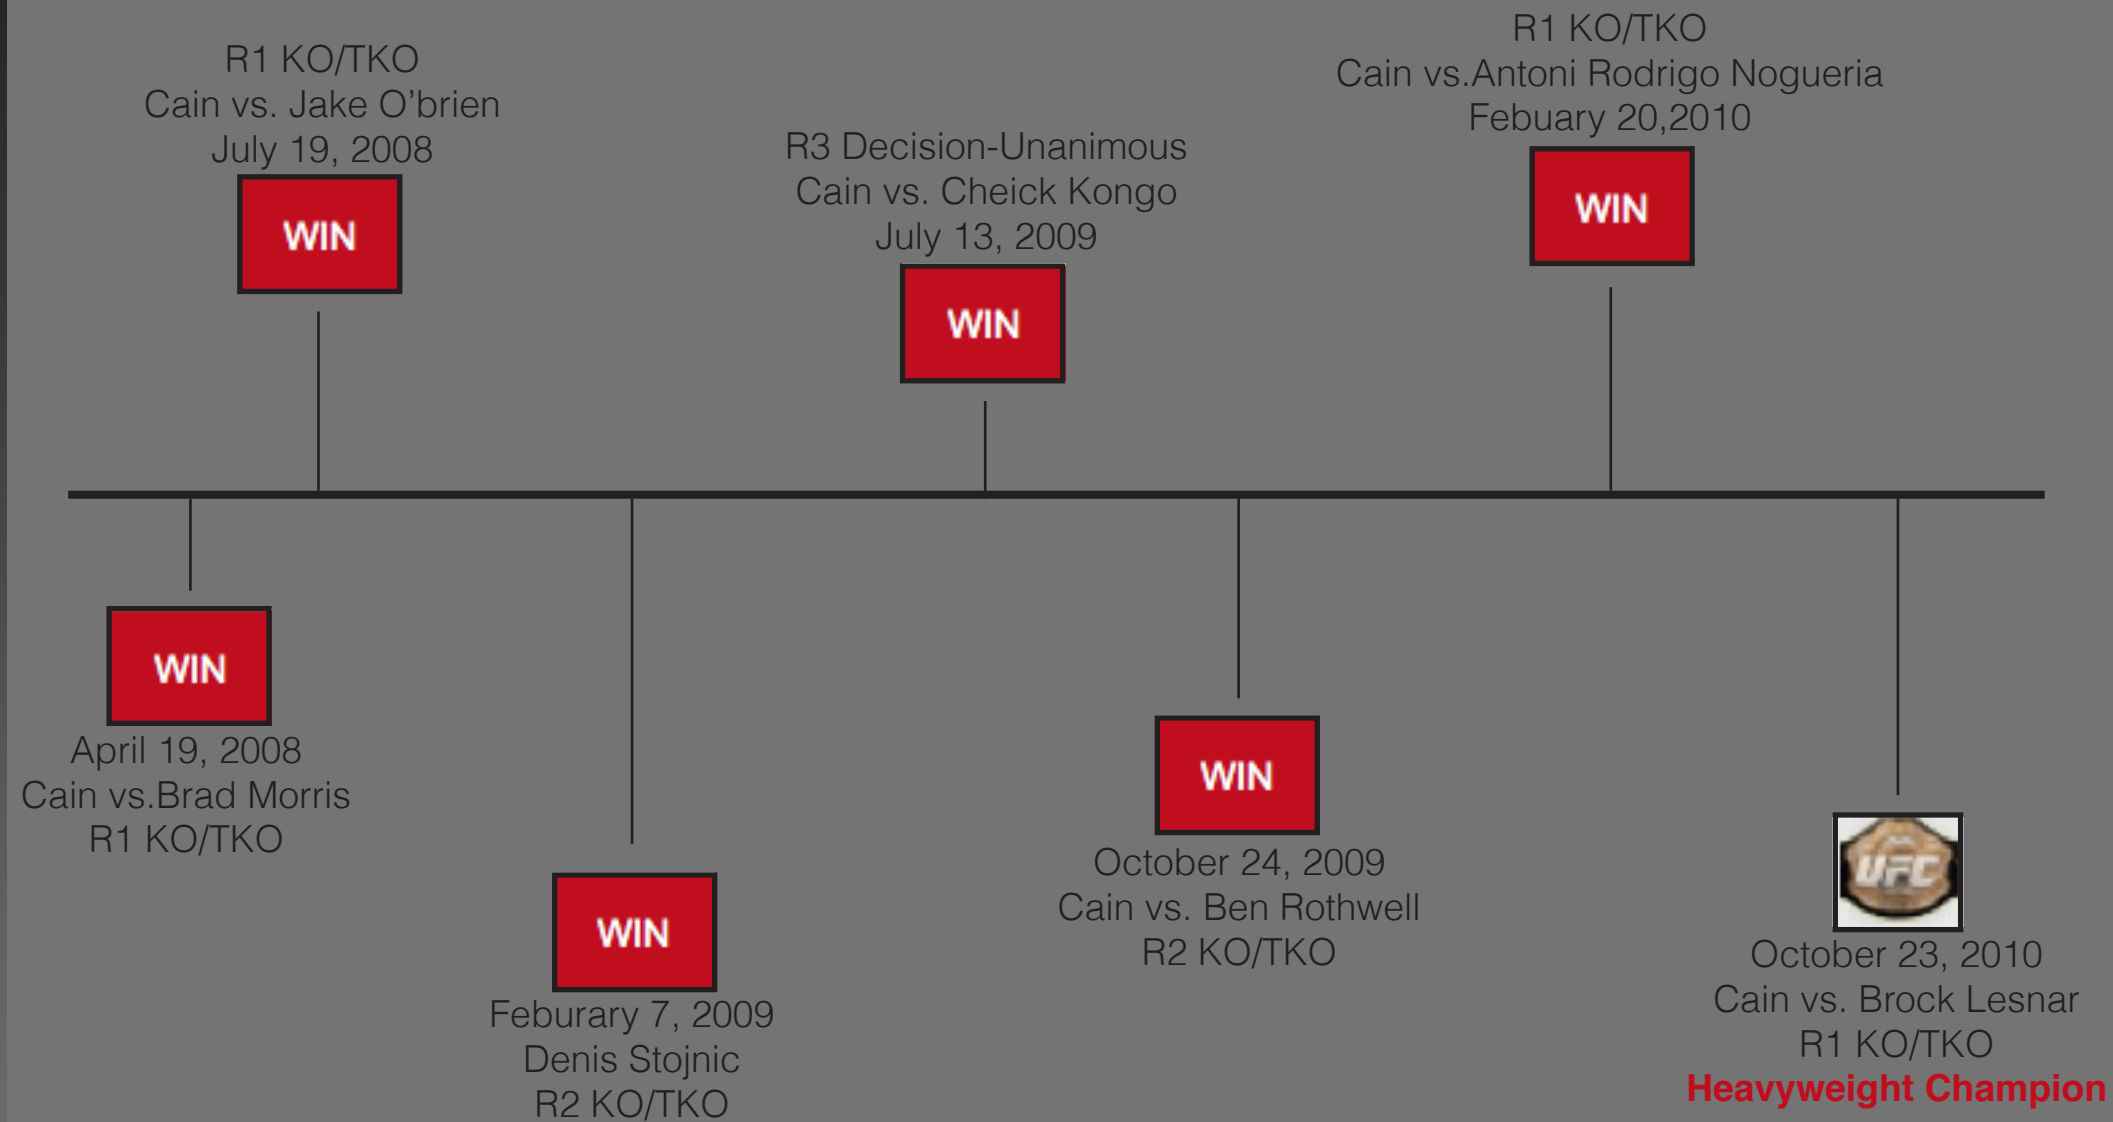 R1 KO/TKO
Cain vs. Jake O'brien
July 19, 2008
WIN
R3 Decision-Unanimous
Cain vs. Cheick Kongo
July 13, 2009
WIN
R1 KO/TKO
Cain vs.Antoni Rodrigo Nogueria
Febuary 20,2010
WIN
WIN
April 19, 2008
Cain vs.Brad Morris
R1 KO/TKO
WIN
Feburary 7, 2009
Denis Stojnic
R2 KO/TKO
WIN
October 24, 2009
Cain vs. Ben Rothwell
R2 KO/TKO
UFC
October 23, 2010
Cain vs. Brock Lesnar
R1 KO/TKO
Heavyweight Champion